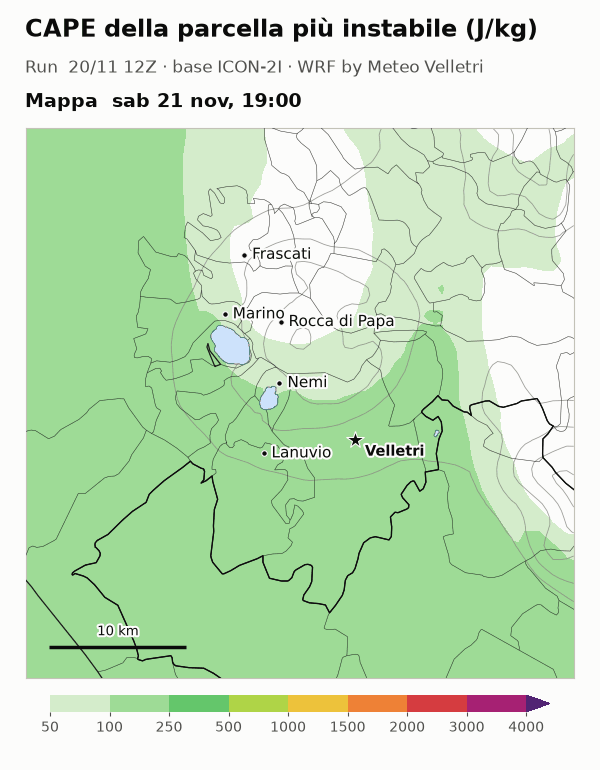 CAPE della parcella più instabile (J/kg)
Run  20/11 12Z · base ICON-2I · WRF by Meteo Velletri
Mappa  sab 21 nov, 19:00
Frascati
Marino
Rocca di Papa
Nemi
Velletri
Lanuvio
10 km
50 100 250 500 1000 1500 2000 3000 4000